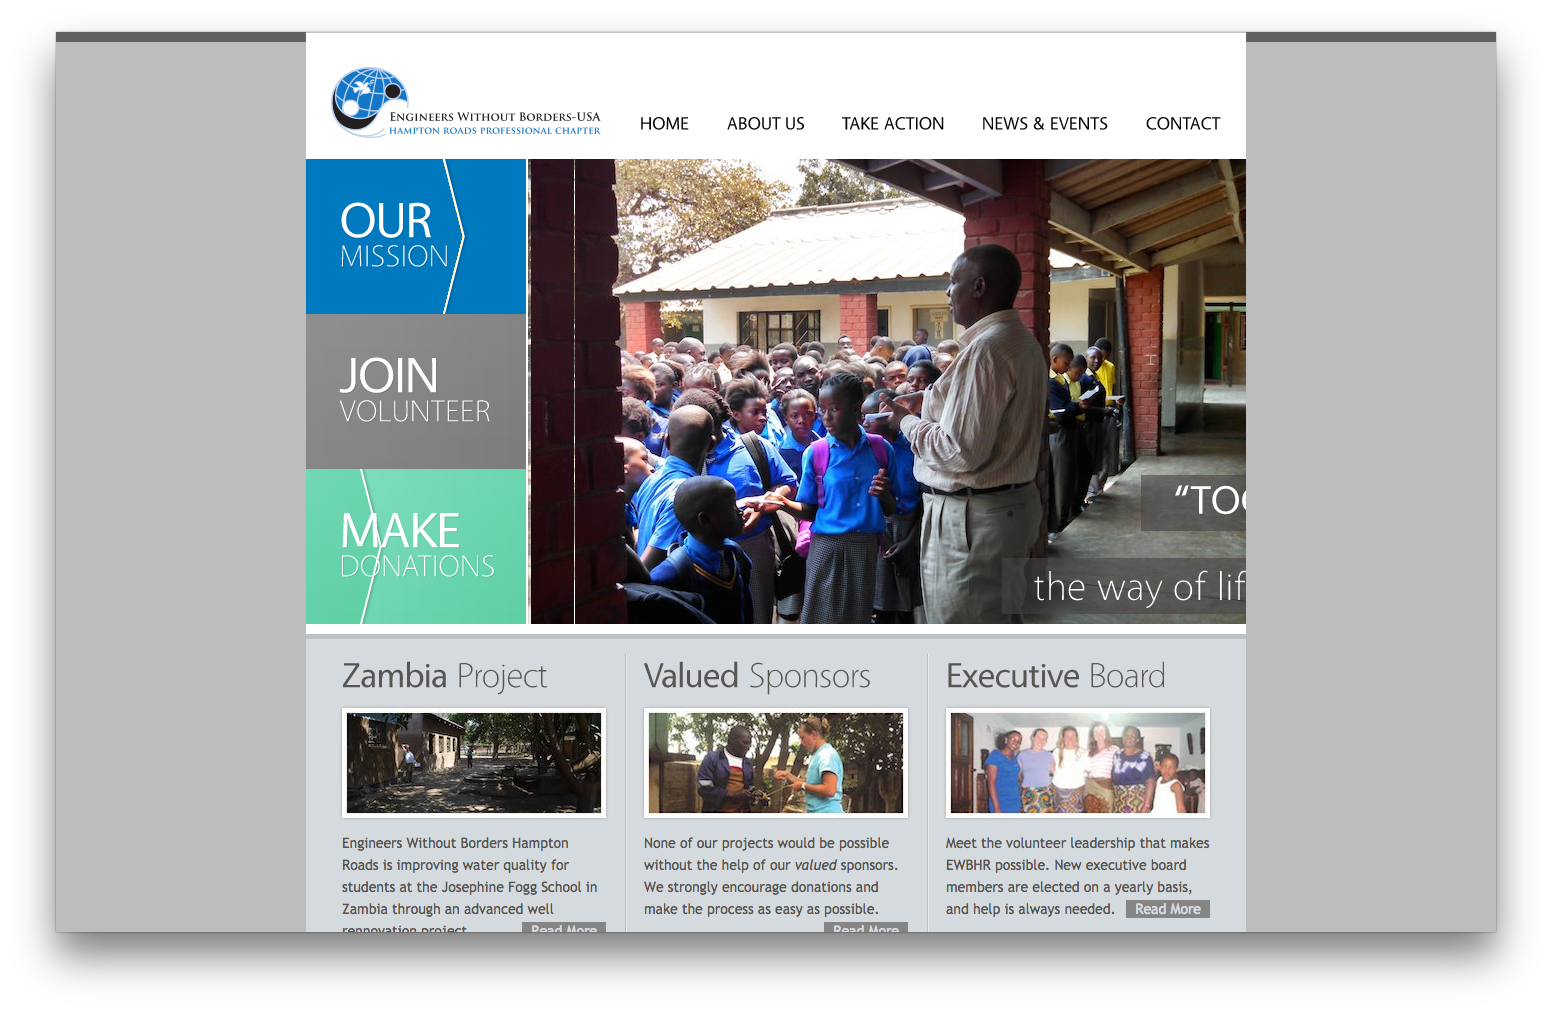 ENGINEERS WITHOUT BORDERS-USA
HAMPTON ROADS PROFESSIONAL CHAPTER
HOME ABOUT US TAKE ACTION NEWS & EVENTS CONTACT
OUR
MISSION
JOIN
VOLUNTEER
MAKE
DONATIONS
“TOG
the way of lif
Zambia Project
Engineers Without Borders Hampton
Roads is improving water quality for
students at the Josephine Fogg School in
Zambia through an advanced well
rennovation project.
Read More
Valued Sponsors
None of our projects would be possible
without the help of our valued sponsors.
We strongly encourage donations and
make the process as easy as possible.
Read More
Executive Board
Meet the volunteer leadership that makes
EWBHR possible. New executive board
members are elected on a yearly basis,
and help is always needed. Read More